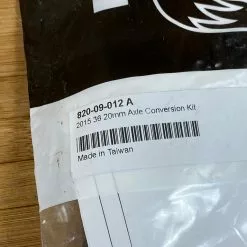 820-09-012 A
2015 36 20mm Axle Conversion Kit
Made in Taiwan